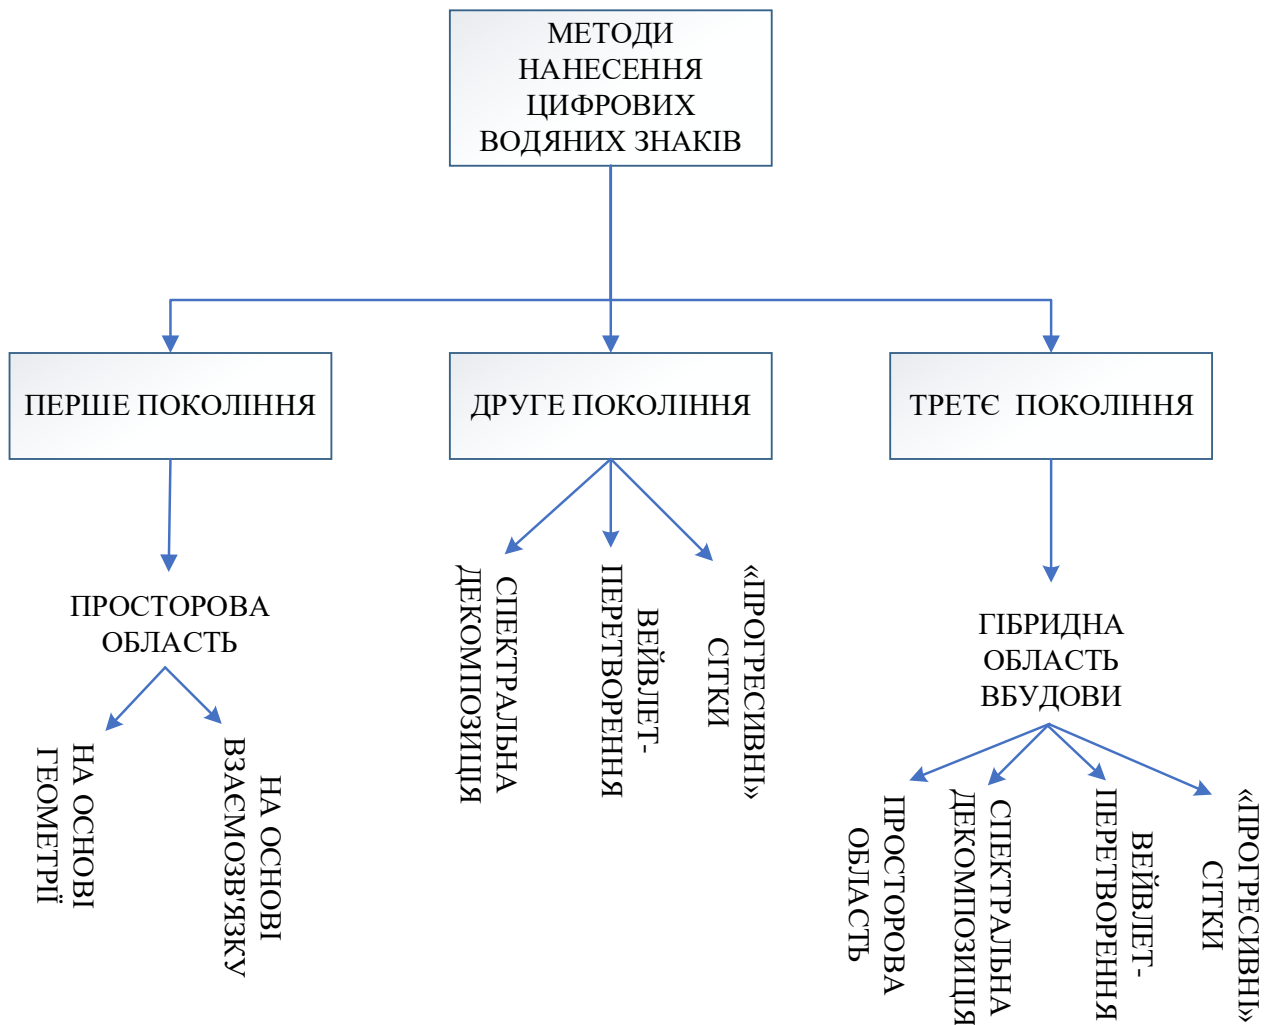 МЕТОДИ
НАНЕСЕННЯ
ЦИФРОВИХ
ВОДЯНИХ ЗНАКІВ
ПЕРШЕ ПОКОЛІННЯ
ДРУГЕ ПОКОЛІННЯ
ТРЕТЄ ПОКОЛІННЯ
ПРОСТОРОВА
ОБЛАСТЬ
НА ОСНОВІ
ГЕОМЕТРІЇ
НА ОСНОВІ
ВЗАЄМОЗВ'ЯЗКУ
СПЕКТРАЛЬНА
ДЕКОМПОЗИЦІЯ
ВЕЙВЛЕТ-
ПЕРЕТВОРЕННЯ
«ПРОГРЕСИВНІ»
СІТКИ
ГІБРИДНА
ОБЛАСТЬ
ВБУДОВИ
ПРОСТОРОВА
ОБЛАСТЬ
СПЕКТРАЛЬНА
ДЕКОМПОЗИЦІЯ
ВЕЙВЛЕТ-
ПЕРЕТВОРЕННЯ
«ПРОГРЕСИВНІ»
СІТКИ